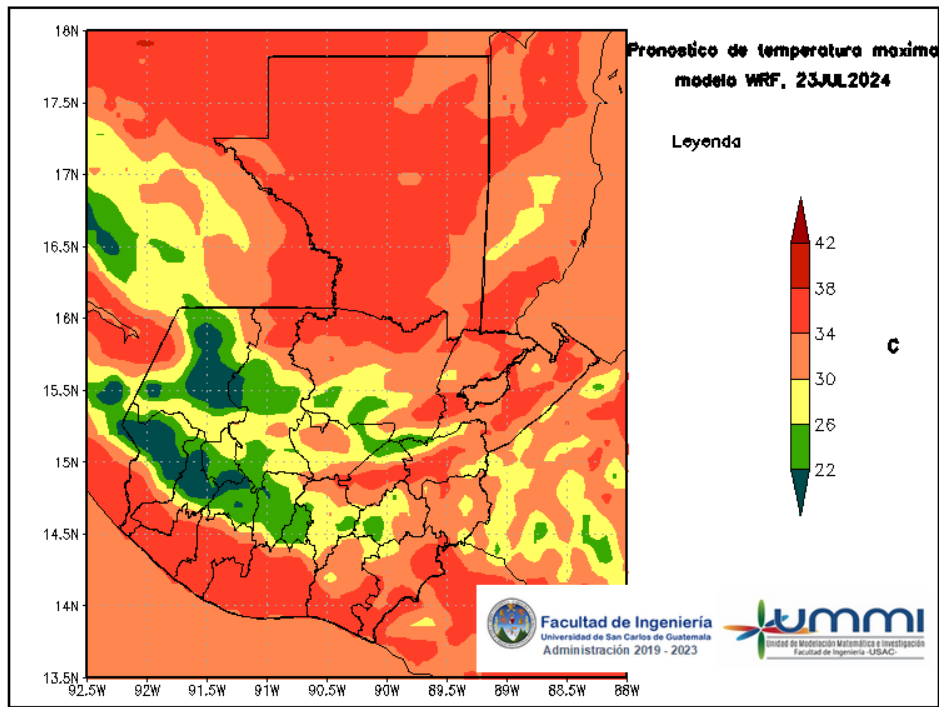 Pronostico de temperatura maxima
modelo WRF, 23JUL2024
Leyenda
42
38
34
30
26
22
C
18N
17.5N
17N
16.5N
16N
15.5N
15N
14.5N
14N
13.5N
92.5W
92W
91.5W
91W
90.5W
90W
89.5W
89W
88.5W
88W
Facultad de Ingeniería
Universidad de San Carlos de Guatemala
Administración 2019 - 2023
ummi
Unidad de Modelación Matemática e Investigación
Facultad de Ingeniería -USAC-